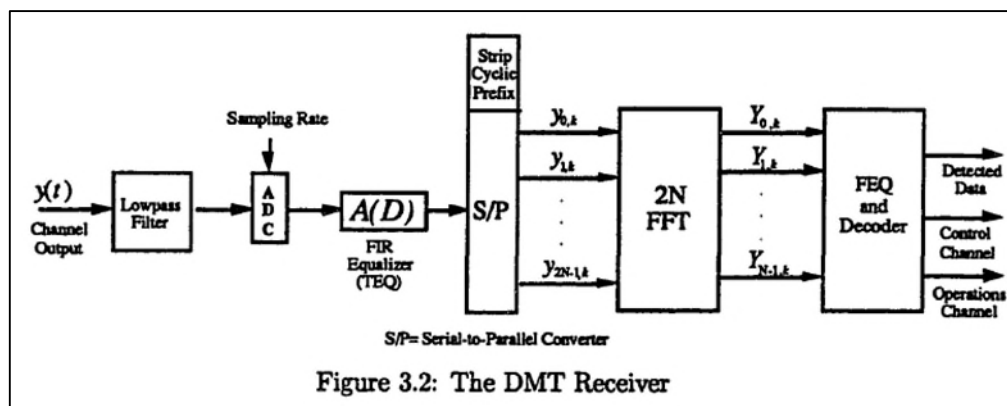 Strip
Cyclic
Prefix
Sampling Rate
y(t)
Channel
Output
Lowpass
Filter
A
D
C
A(D)
FIR
Equalizer
(TEQ)
S/P
y0,k
y1,k
.
.
.
y2N-1,k
2N
FFT
Y0,k
Y1,k
.
.
.
YN-1,k
FEQ
and
Decoder
Detected
Data
Control
Channel
Operations
Channel
S/P= Serial-to-Parallel Converter
Figure 3.2: The DMT Receiver